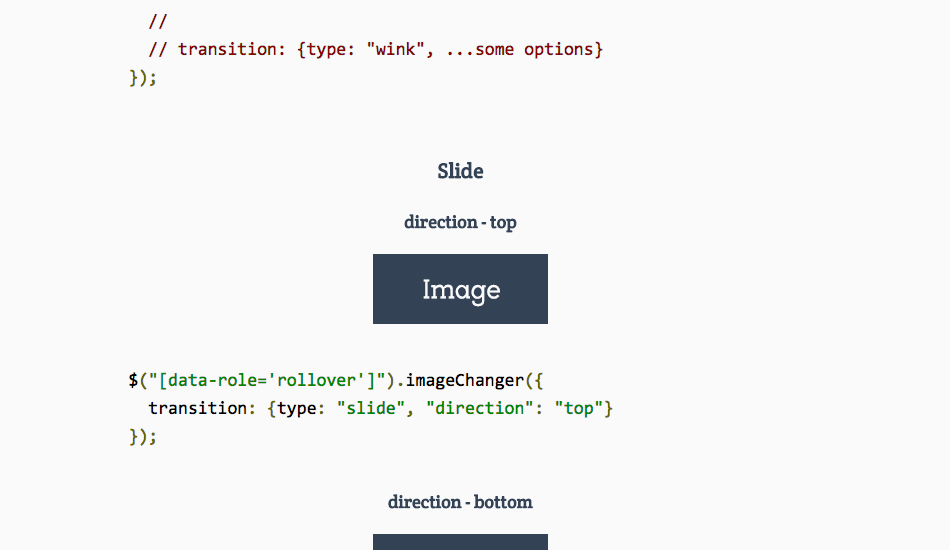 //
// transition: {type: "wink", ...some options}
});
Slide
direction - top
Image
$("[data-role='rollover']").imageChanger({
transition: {type: "slide", "direction": "top"}
});
direction - bottom